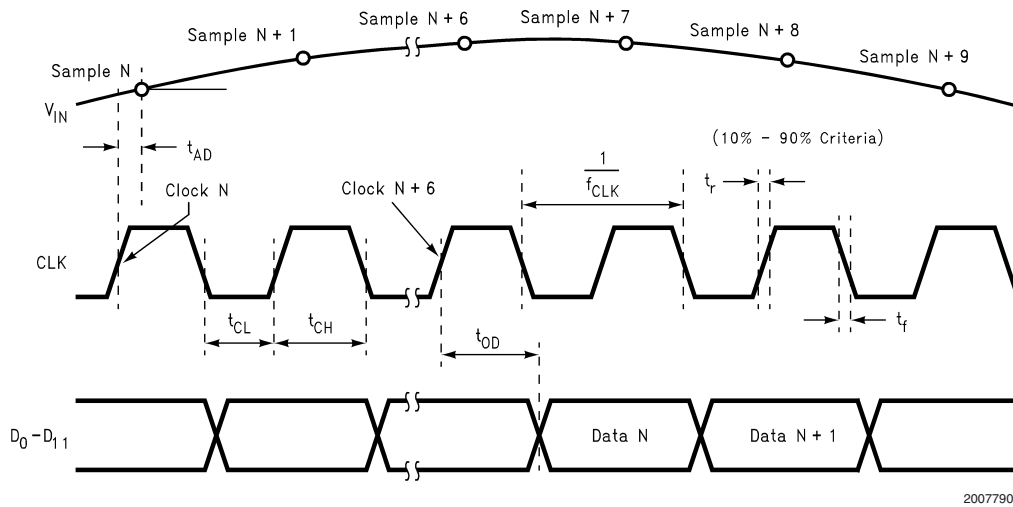 Sample N
Sample N + 1
Sample N + 6
Sample N + 7
Sample N + 8
Sample N + 9
V_IN
t_AD
(10% - 90% Criteria)
Clock N
Clock N + 6
1
f_CLK
t_r
CLK
t_CL
t_CH
t_OD
t_f
D_0-D_11
Data N
Data N + 1
2007790